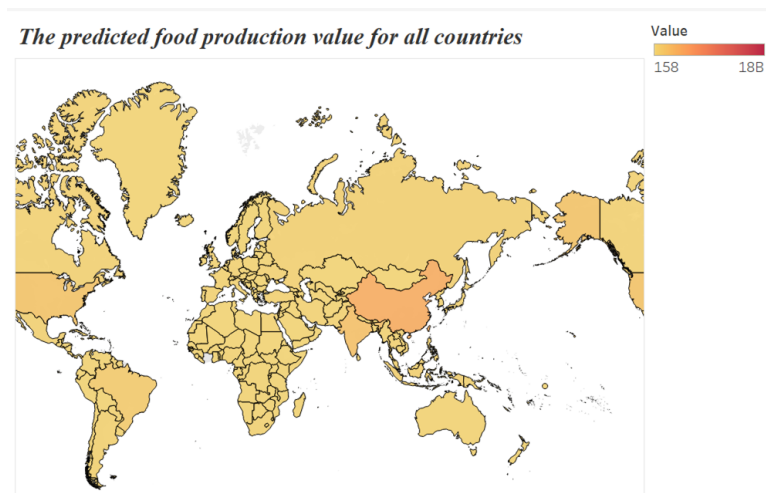 The predicted food production value for all countries
Value
158
18B